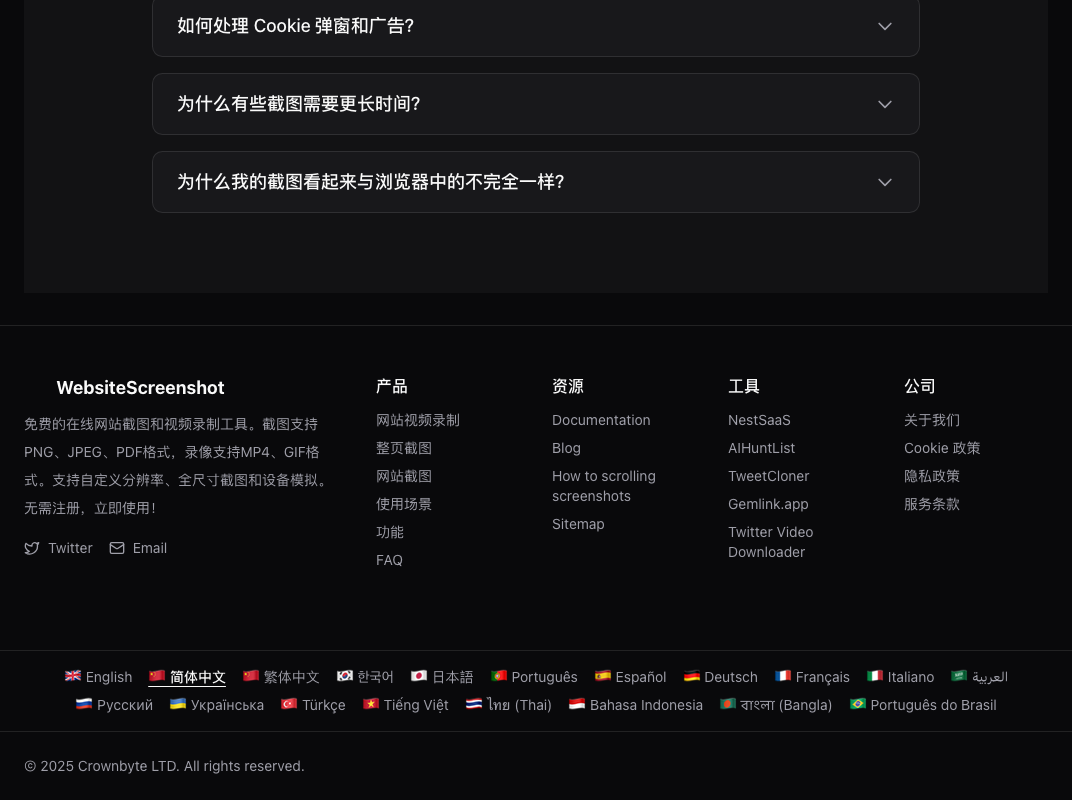 如何处理 Cookie 弹窗和广告?
为什么有些截图需要更长时间?
为什么我的截图看起来与浏览器中的不完全一样?
WebsiteScreenshot
免费的在线网站截图和视频录制工具。截图支持
PNG、JPEG、PDF格式，录像支持MP4、GIF格
式。支持自定义分辨率、全尺寸截图和设备模拟。
无需注册，立即使用！
Twitter
Email
产品
网站视频录制
整页截图
网站截图
使用场景
功能
FAQ
资源
Documentation
Blog
How to scrolling
screenshots
Sitemap
工具
NestSaaS
AIHuntList
TweetCloner
Gemlink.app
Twitter Video
Downloader
公司
关于我们
Cookie 政策
隐私政策
服务条款
English 简体中文 繁体中文 한국어 日本語 Português Español Deutsch Français Italiano العربية
Русский Українська Türkçe Tiếng Việt ไทย (Thai) Bahasa Indonesia বাংলা (Bangla) Português do Brasil
© 2025 Crownbyte LTD. All rights reserved.